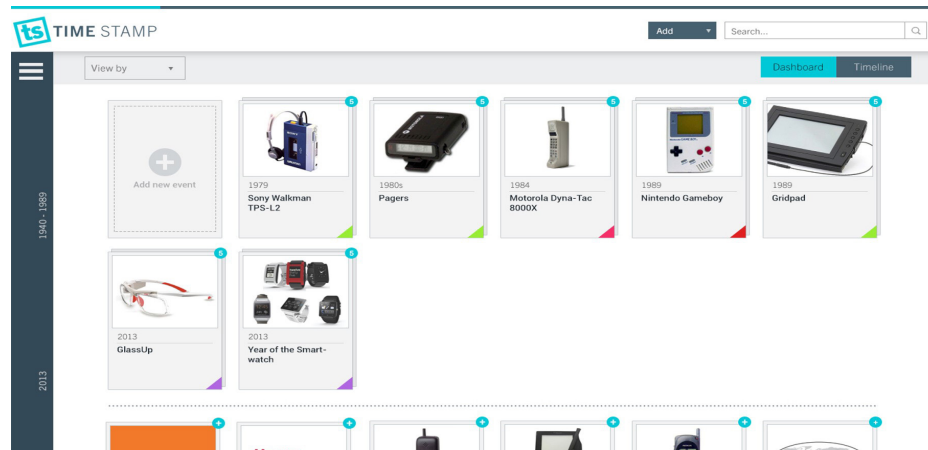 ts TIME STAMP
Add
Search...
View by
Dashboard
Timeline
1940 - 1989
Add new event
5
1979
Sony Walkman
TPS-L2
5
1980s
Pagers
5
1984
Motorola Dyna-Tac
8000X
5
1989
Nintendo Gameboy
5
1989
Gridpad
2013
5
2013
GlassUp
5
2013
Year of the Smart-
watch